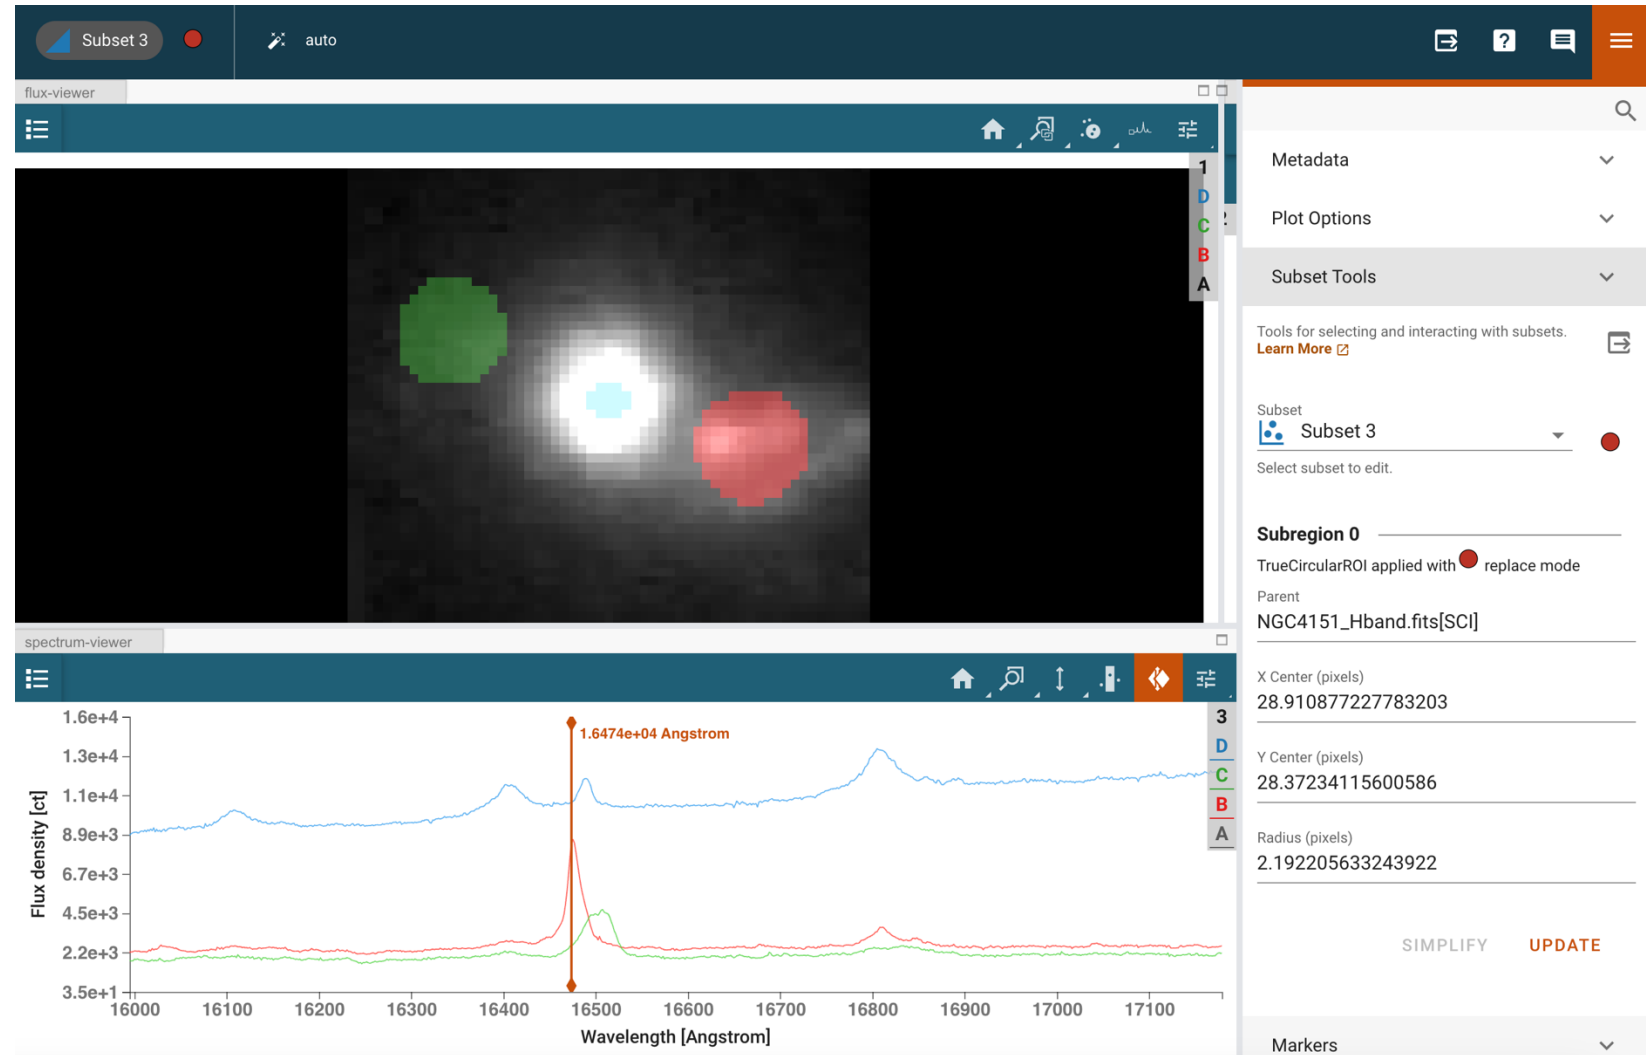 Subset 3
auto
flux-viewer
1
D
C
B
A
spectrum-viewer
1.6e+4
1.3e+4
1.1e+4
8.9e+3
6.7e+3
4.5e+3
2.2e+3
3.5e+1
Flux density [ct]
1.6474e+04 Angstrom
3
D
C
B
A
16000 16100 16200 16300 16400 16500 16600 16700 16800 16900 17000 17100
Wavelength [Angstrom]
Metadata
Plot Options
Subset Tools
Tools for selecting and interacting with subsets.
Learn More
Subset
Subset 3
Select subset to edit.
Subregion 0
TrueCircularROI applied with replace mode
Parent
NGC4151_Hband.fits[SCI]
X Center (pixels)
28.910877227783203
Y Center (pixels)
28.37234115600586
Radius (pixels)
2.192205633243922
SIMPLIFY UPDATE
Markers